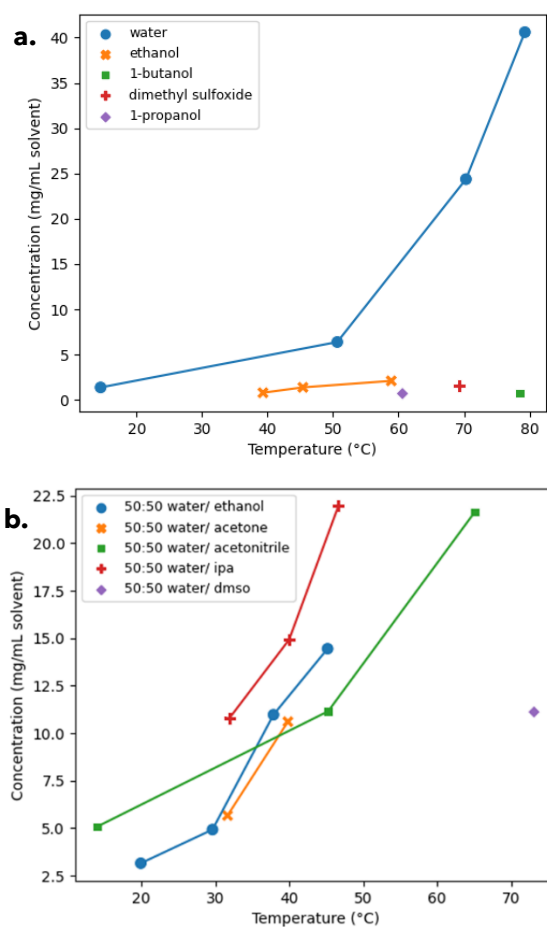 a.
water
ethanol
1-butanol
dimethyl sulfoxide
1-propanol
40
35
30
25
20
15
10
5
0
Concentration (mg/mL solvent)
20 30 40 50 60 70 80
Temperature (°C)
b.
50:50 water/ ethanol
50:50 water/ acetone
50:50 water/ acetonitrile
50:50 water/ ipa
50:50 water/ dmso
22.5
20.0
17.5
15.0
12.5
10.0
7.5
5.0
2.5
Concentration (mg/mL solvent)
20 30 40 50 60 70
Temperature (°C)